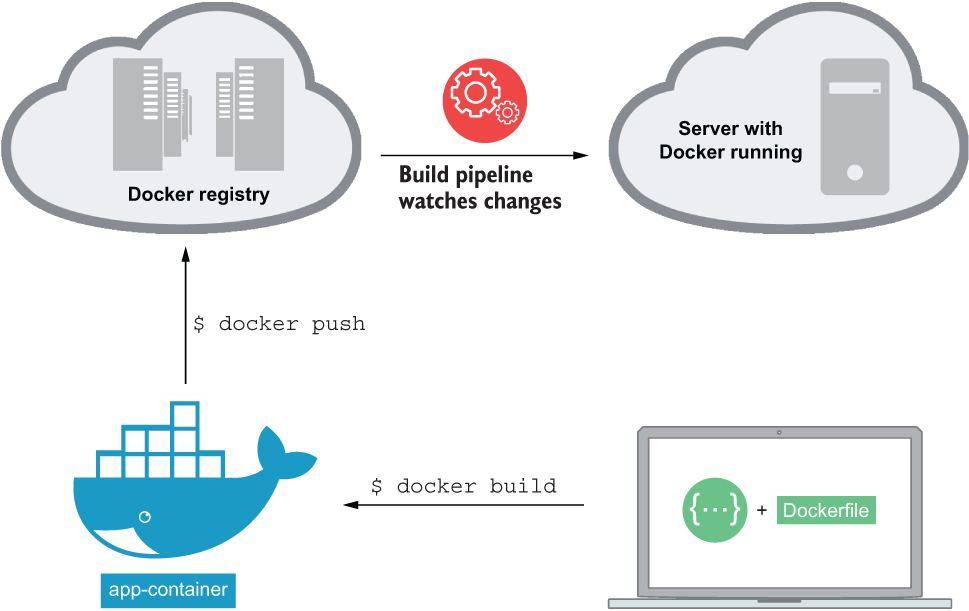 Docker registry
Build pipeline
watches changes
Server with
Docker running
$ docker push
$ docker build
{...} + Dockerfile
app-container